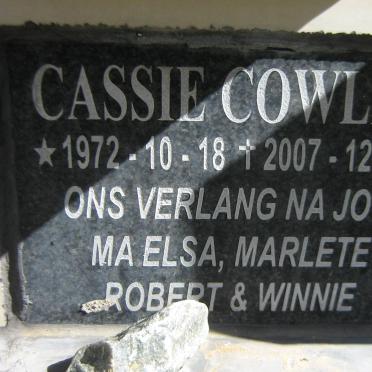 CASSIE COWL
★ 1972 - 10 - 18 ✝ 2007 - 12
ONS VERLANG NA JO
MA ELSA, MARLETE
ROBERT & WINNIE